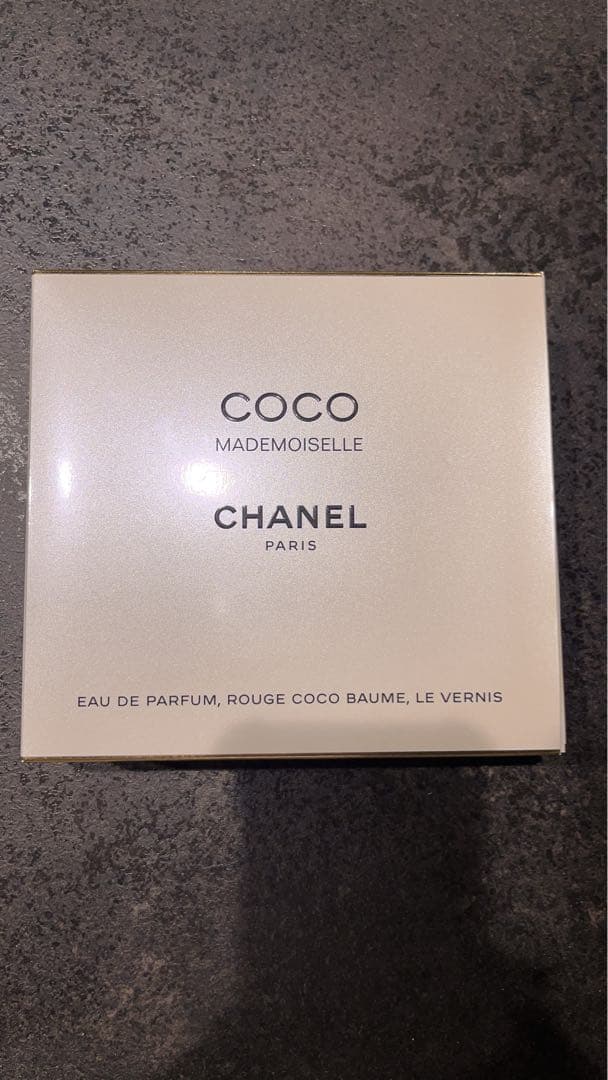 COCO
MADEMOISELLE
CHANEL
PARIS
EAU DE PARFUM, ROUGE COCO BAUME, LE VERNIS